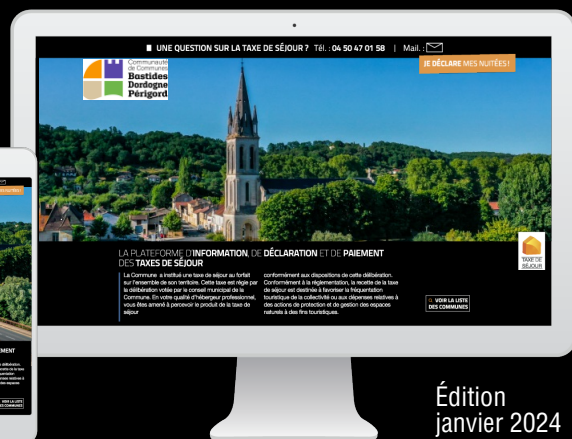 UNE QUESTION SUR LA TAXE DE SÉJOUR ? Tél. : 04 50 47 01 58 | Mail. :
JE DÉCLARE MES NUITÉES !
Communauté
de Communes
Bastides
Dordogne
Périgord
LA PLATEFORME D'INFORMATION, DE DÉCLARATION ET DE PAIEMENT
DES TAXES DE SÉJOUR
La Commune a institué une taxe de séjour au forfait
sur l'ensemble de son territoire. Cette taxe est régie par
la délibération votée par le conseil municipal de la
Commune. En votre qualité d'hébergeur professionnel,
vous êtes amené à percevoir le produit de la taxe de
séjour
conformément aux dispositions de cette délibération.
Conformément à la réglementation, la recette de la taxe
de séjour est destinée à favoriser la fréquentation
touristique de la collectivité ou aux dépenses relatives à
des actions de protection et de gestion des espaces
naturels à des fins touristiques.
TAXE DE
SÉJOUR
VOIR LA LISTE
DES COMMUNES
VOIR LA LISTE
Édition
janvier 2024